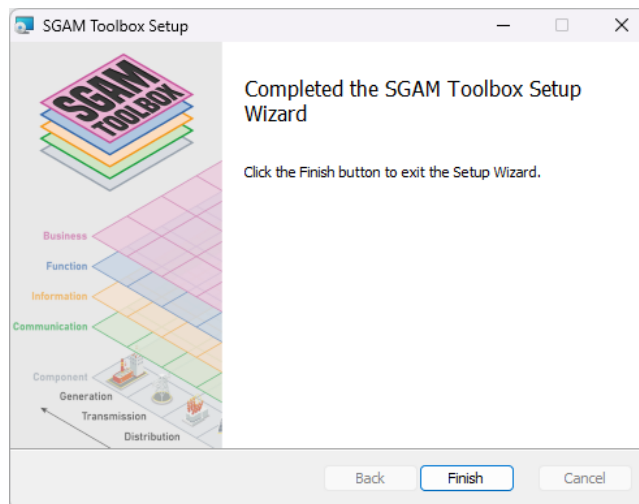 SGAM Toolbox Setup
SGAM
TOOLBOX
Completed the SGAM Toolbox Setup
Wizard
Click the Finish button to exit the Setup Wizard.
Business
Function
Information
Communication
Component
Generation
Transmission
Distribution
Back
Finish
Cancel